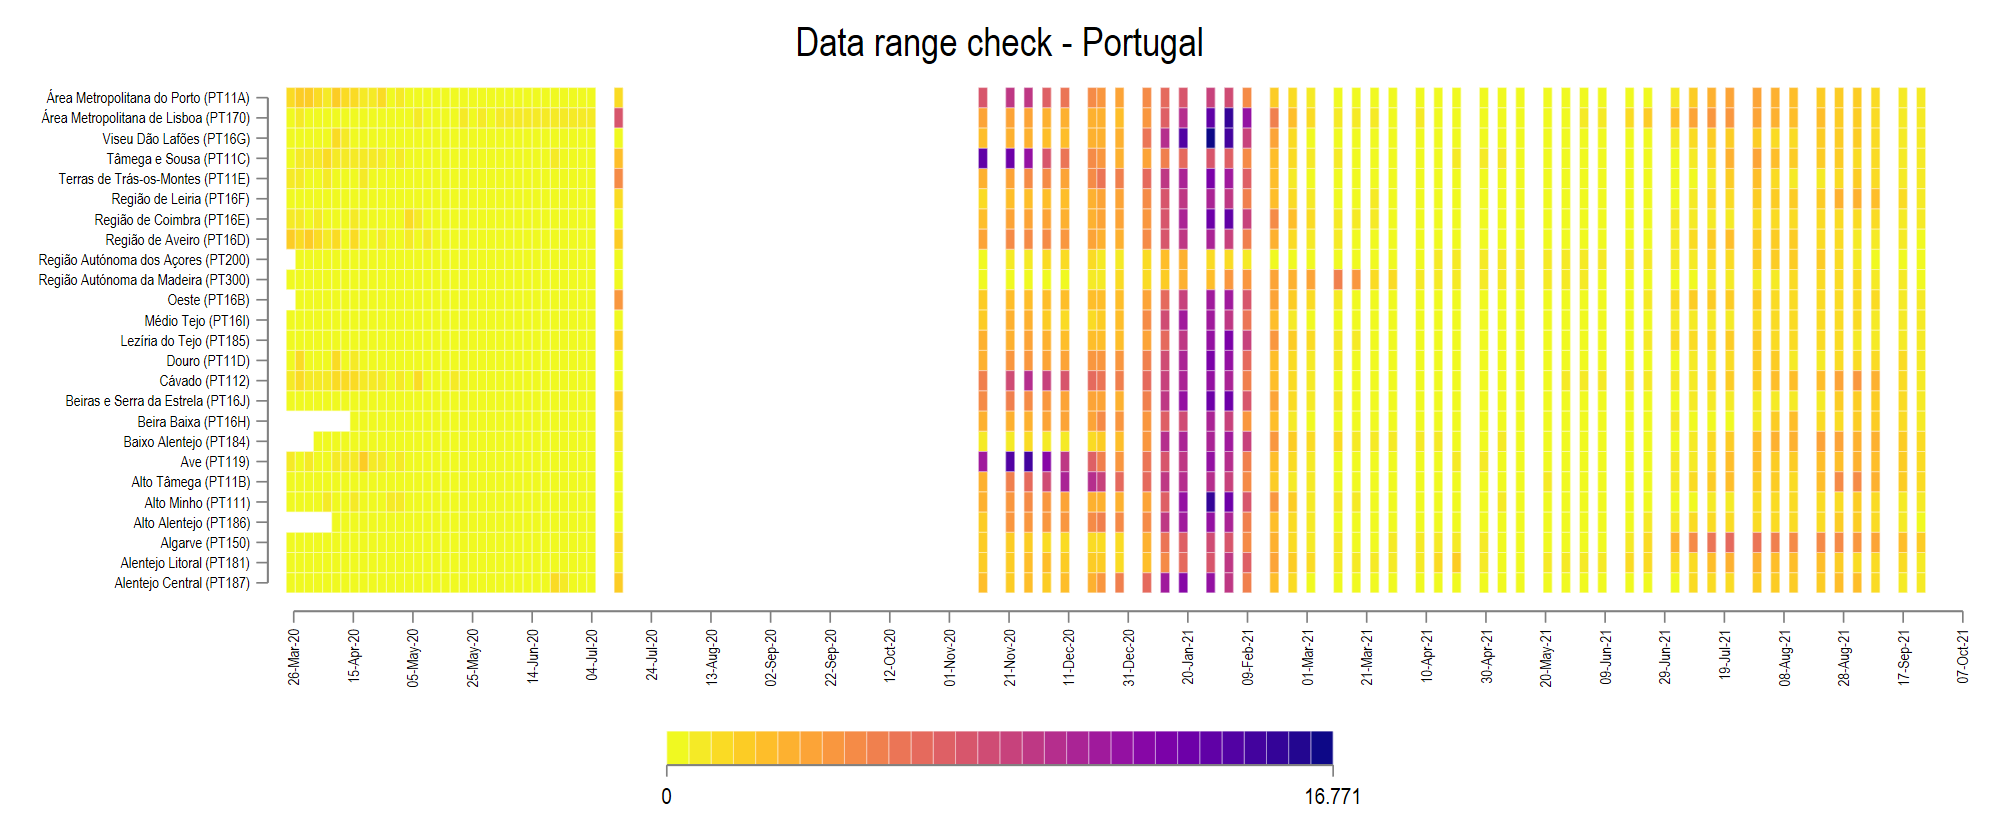 Data range check - Portugal
Área Metropolitana do Porto (PT11A)
Área Metropolitana de Lisboa (PT170)
Viseu Dão Lafões (PT16G)
Tâmega e Sousa (PT11C)
Terras de Trás-os-Montes (PT11E)
Região de Leiria (PT16F)
Região de Coimbra (PT16E)
Região de Aveiro (PT16D)
Região Autónoma dos Açores (PT200)
Região Autónoma da Madeira (PT300)
Oeste (PT16B)
Médio Tejo (PT16I)
Lezíria do Tejo (PT185)
Douro (PT11D)
Cávado (PT112)
Beiras e Serra da Estrela (PT16J)
Beira Baixa (PT16H)
Baixo Alentejo (PT184)
Ave (PT119)
Alto Tâmega (PT11B)
Alto Minho (PT111)
Alto Alentejo (PT186)
Algarve (PT150)
Alentejo Litoral (PT181)
Alentejo Central (PT187)
26-Mar-20
15-Apr-20
05-May-20
25-May-20
14-Jun-20
04-Jul-20
24-Jul-20
13-Aug-20
02-Sep-20
22-Sep-20
12-Oct-20
01-Nov-20
21-Nov-20
11-Dec-20
31-Dec-20
20-Jan-21
09-Feb-21
01-Mar-21
21-Mar-21
10-Apr-21
30-Apr-21
20-May-21
09-Jun-21
29-Jun-21
19-Jul-21
08-Aug-21
28-Aug-21
17-Sep-21
07-Oct-21
0
16.771